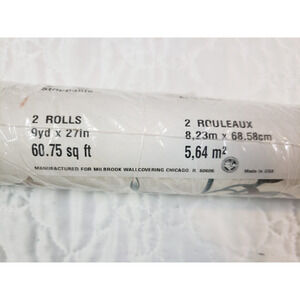 Strippable
2 ROLLS
9yd x 27in
60.75 sq ft
2 ROULEAUX
8,23m x 68.58cm
5,64 m²
MANUFACTURED FOR MILBROOK WALLCOVERING CHICAGO, IL 60606
Made in USA